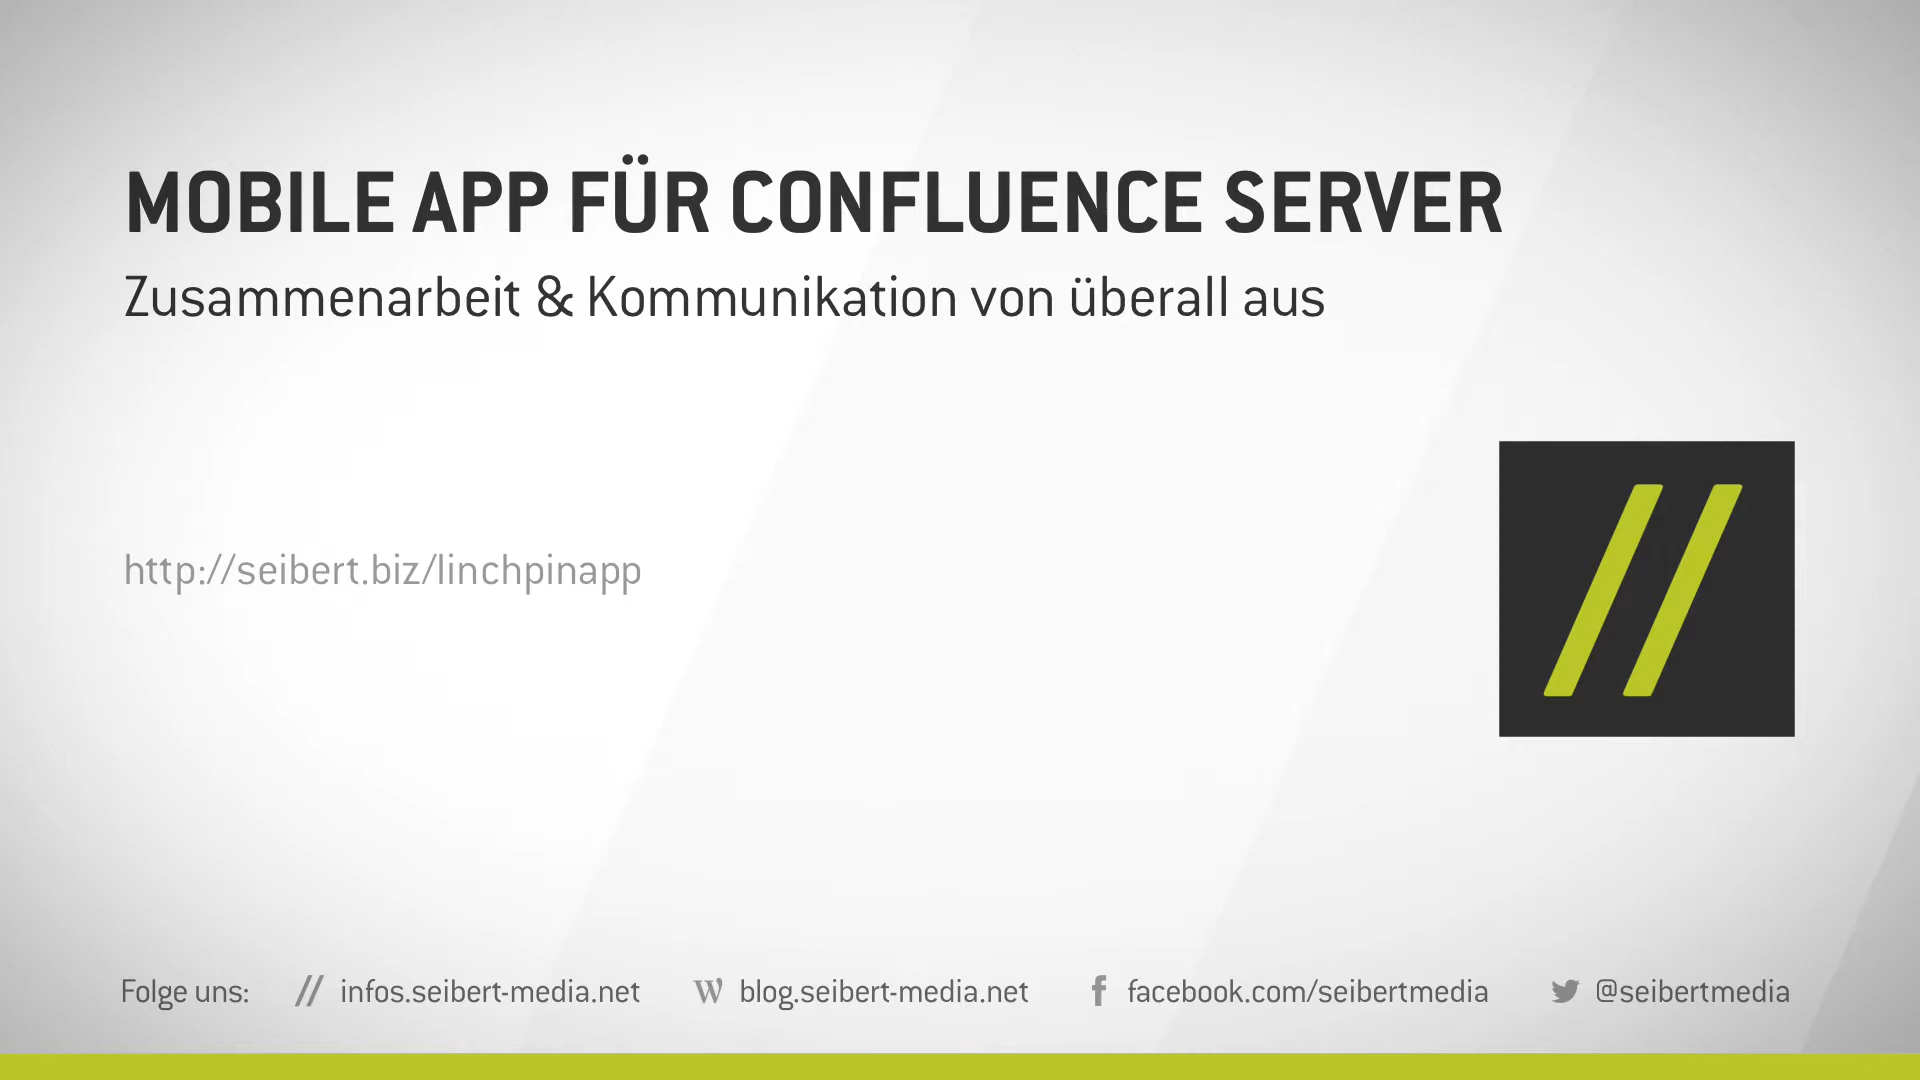 MOBILE APP FÜR CONFLUENCE SERVER
Zusammenarbeit & Kommunikation von überall aus
http://seibert.biz/linchpinapp
Folge uns: // infos.seibert-media.net W blog.seibert-media.net f facebook.com/seibertmedia @seibertmedia